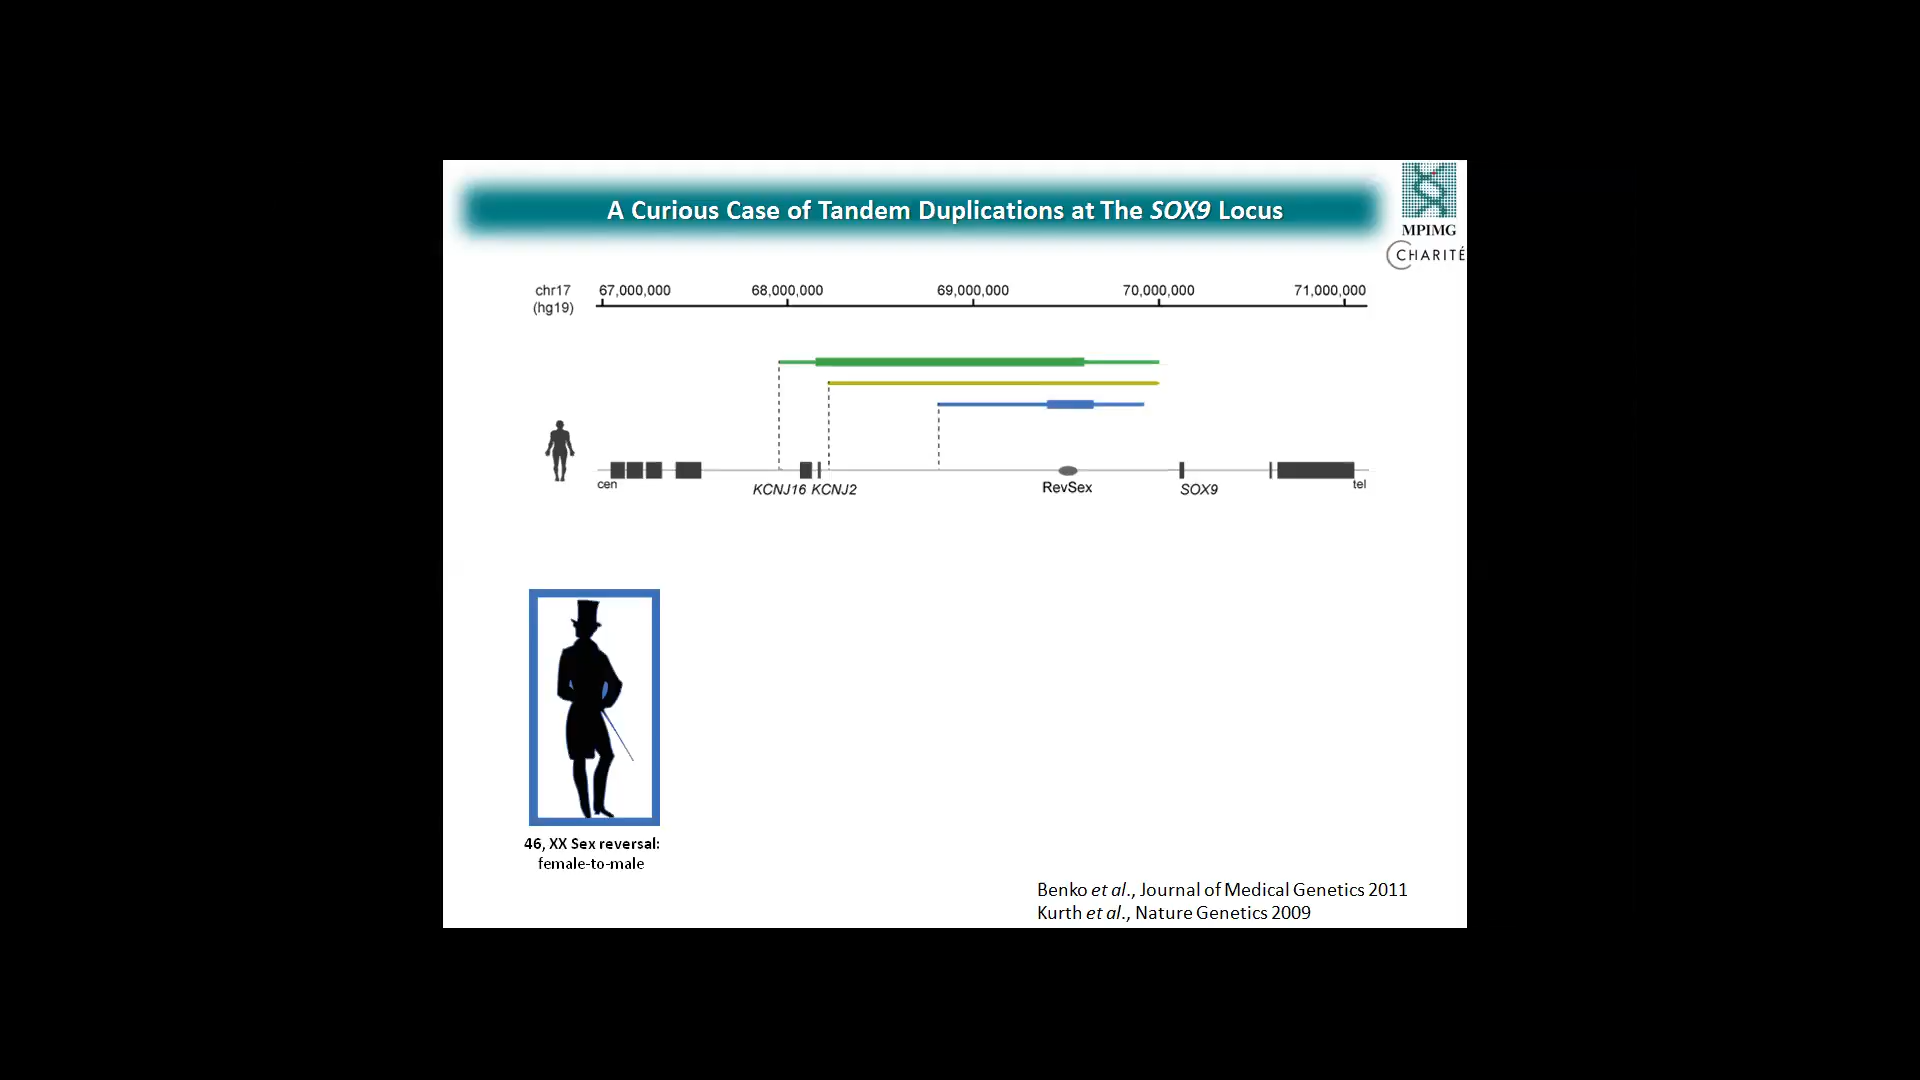 A Curious Case of Tandem Duplications at The SOX9 Locus
MPIMG
CHARITÉ
chr17
(hg19)
67,000,000 68,000,000 69,000,000 70,000,000 71,000,000
cen
KCNJ16 KCNJ2 RevSex SOX9
tel
46, XX Sex reversal:
female-to-male
Benko et al., Journal of Medical Genetics 2011
Kurth et al., Nature Genetics 2009